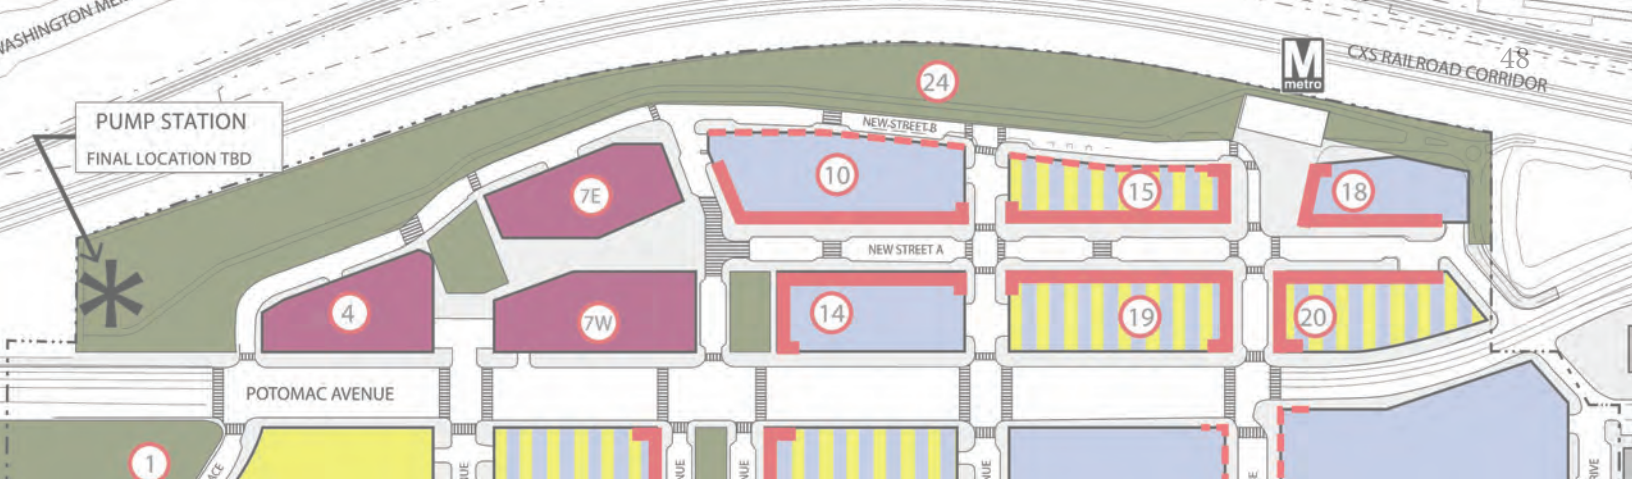 WASHINGTON
48
CXS RAILROAD CORRIDOR
M
metro
24
PUMP STATION
FINAL LOCATION TBD
NEW STREET B
10
7E
15
18
NEW STREET A
4
7W
14
19
20
POTOMAC AVENUE
1